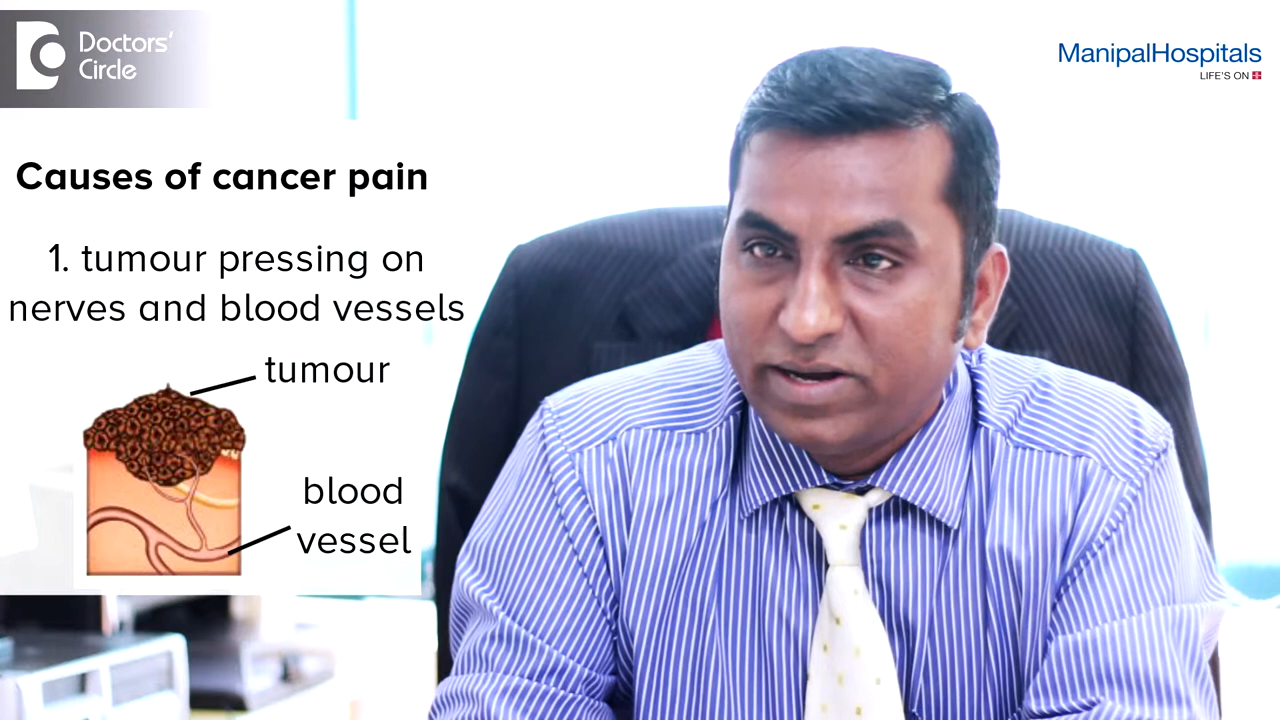 Doctors'
Circle
ManipalHospitals
LIFE'S ON
Causes of cancer pain
1. tumour pressing on
nerves and blood vessels
tumour
blood
vessel